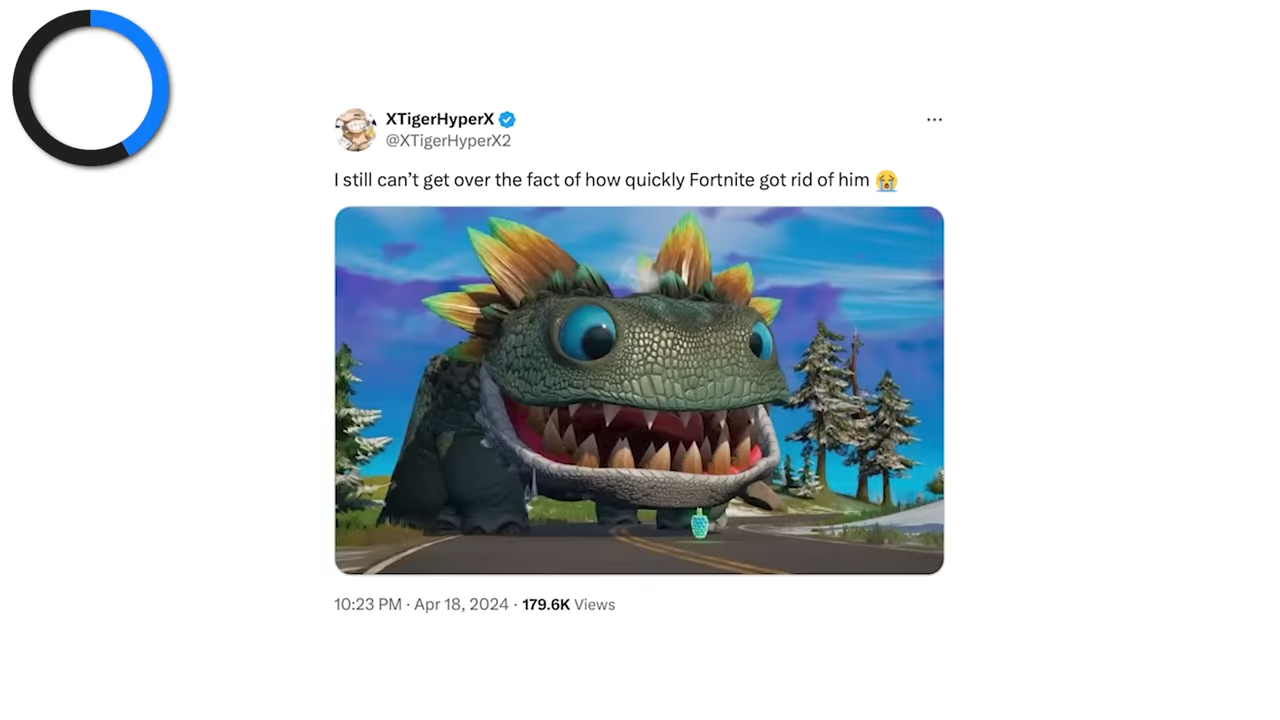 XTigerHyperX
@XTigerHyperX2
I still can’t get over the fact of how quickly Fortnite got rid of him 😭
10:23 PM · Apr 18, 2024 · 179.6K Views